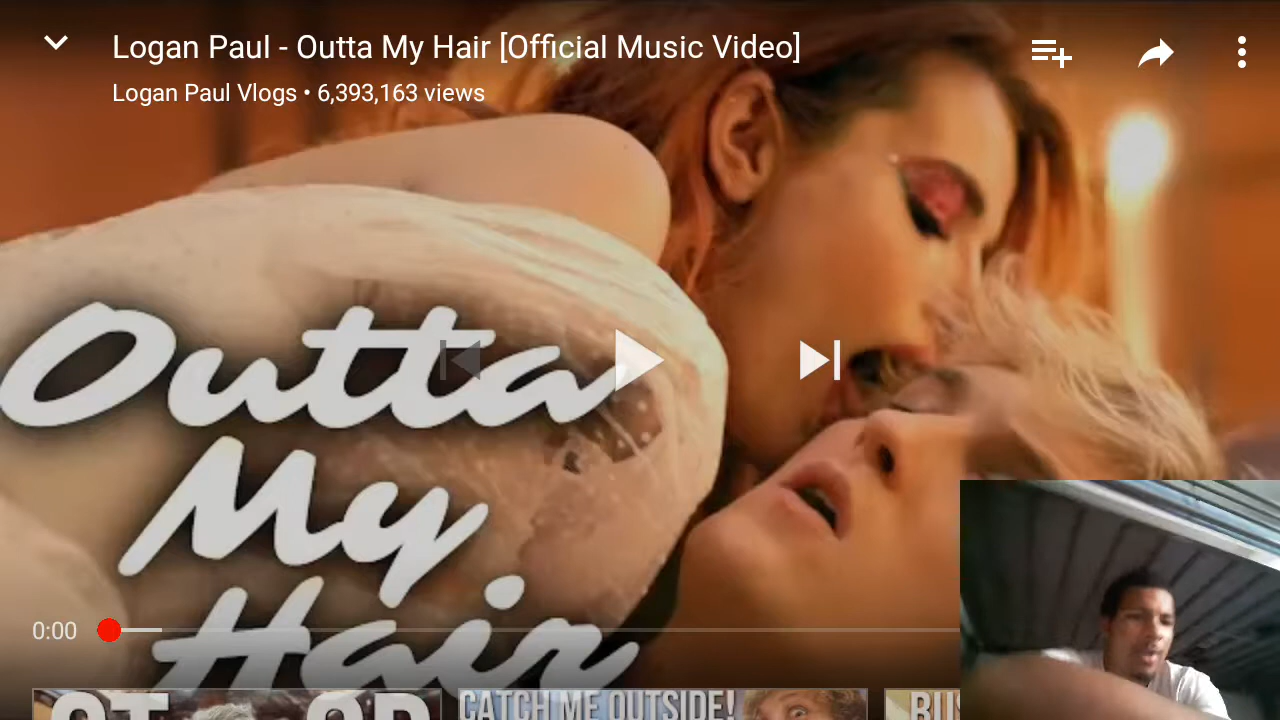 Logan Paul - Outta My Hair [Official Music Video]
Logan Paul Vlogs • 6,393,163 views
Outta
My
Hair
0:00
CATCH ME OUTSIDE!